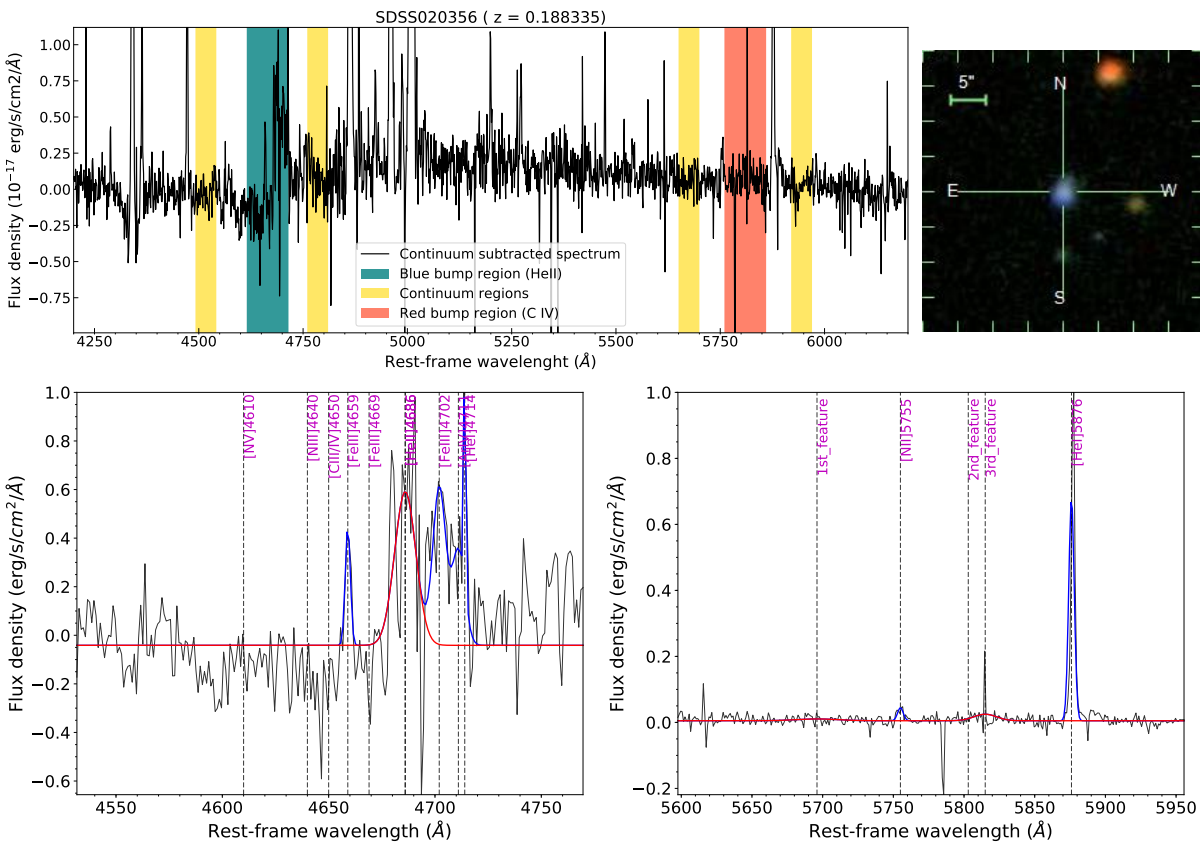 SDSS020356 ( z = 0.188335)
Flux density (10⁻¹⁷ erg/s/cm2/Å)
1.00
0.75
0.50
0.25
0.00
−0.25
−0.50
−0.75
Continuum subtracted spectrum
Blue bump region (HeII)
Continuum regions
Red bump region (C IV)
4250 4500 4750 5000 5250 5500 5750 6000
Rest-frame wavelenght (Å)
5"
N
E
W
S
Flux density (erg/s/cm²/Å)
1.0
0.8
0.6
0.4
0.2
0.0
−0.2
−0.4
−0.6
[NV]4610
[NIII]4640
[CIII/IV]4650
[FeIII]4659
[FeIII]4669
[HeII]4686
[FeIII]4702
[HeI]4714
4550 4600 4650 4700 4750
Rest-frame wavelength (Å)
Flux density (erg/s/cm²/Å)
1.0
0.8
0.6
0.4
0.2
0.0
−0.2
1st_feature
[NII]5755
2nd_feature
3rd_feature
[HeI]5876
5600 5650 5700 5750 5800 5850 5900 5950
Rest-frame wavelength (Å)